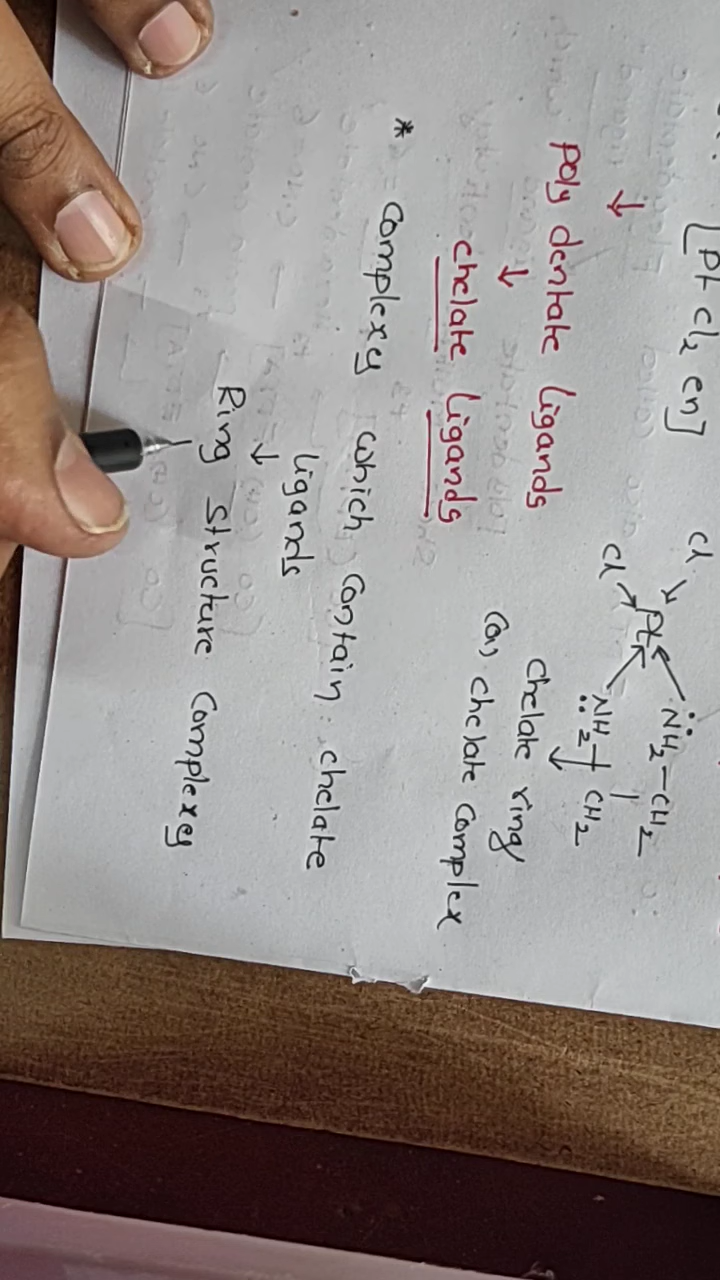 [Pt Cl2 en]
Cl
Cl
Pt
NH2-CH2
NH2
CH2
↓
Poly dentate ligands
↓
chelate ligands
↓
chelate ring/
(or) chelate complex
* Complexes which contain chelate
ligands
↓
Ring structure complexes